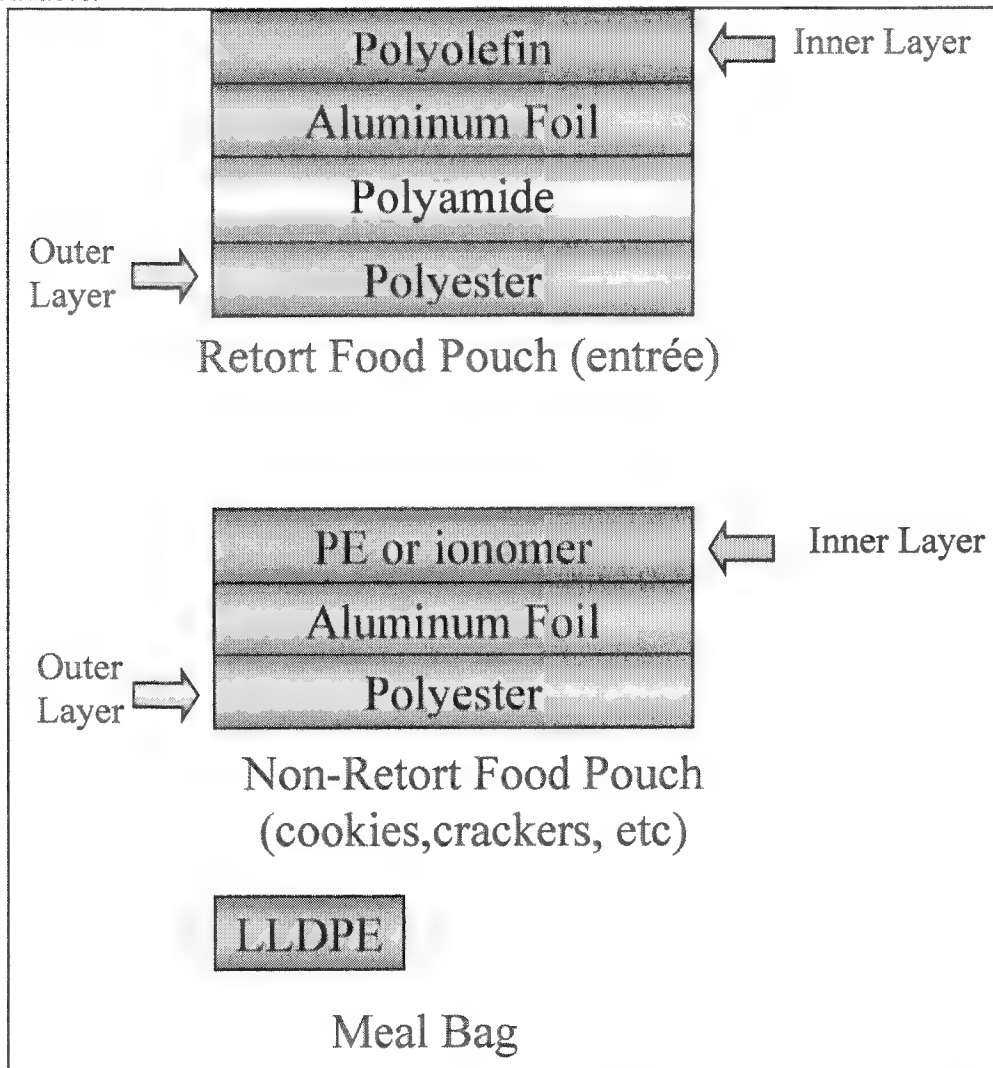 Polyolefin
Inner Layer
Aluminum Foil
Polyamide
Outer
Layer
Polyester
Retort Food Pouch (entrée)
PE or ionomer
Inner Layer
Aluminum Foil
Outer
Layer
Polyester
Non-Retort Food Pouch
(cookies,crackers, etc)
LLDPE
Meal Bag